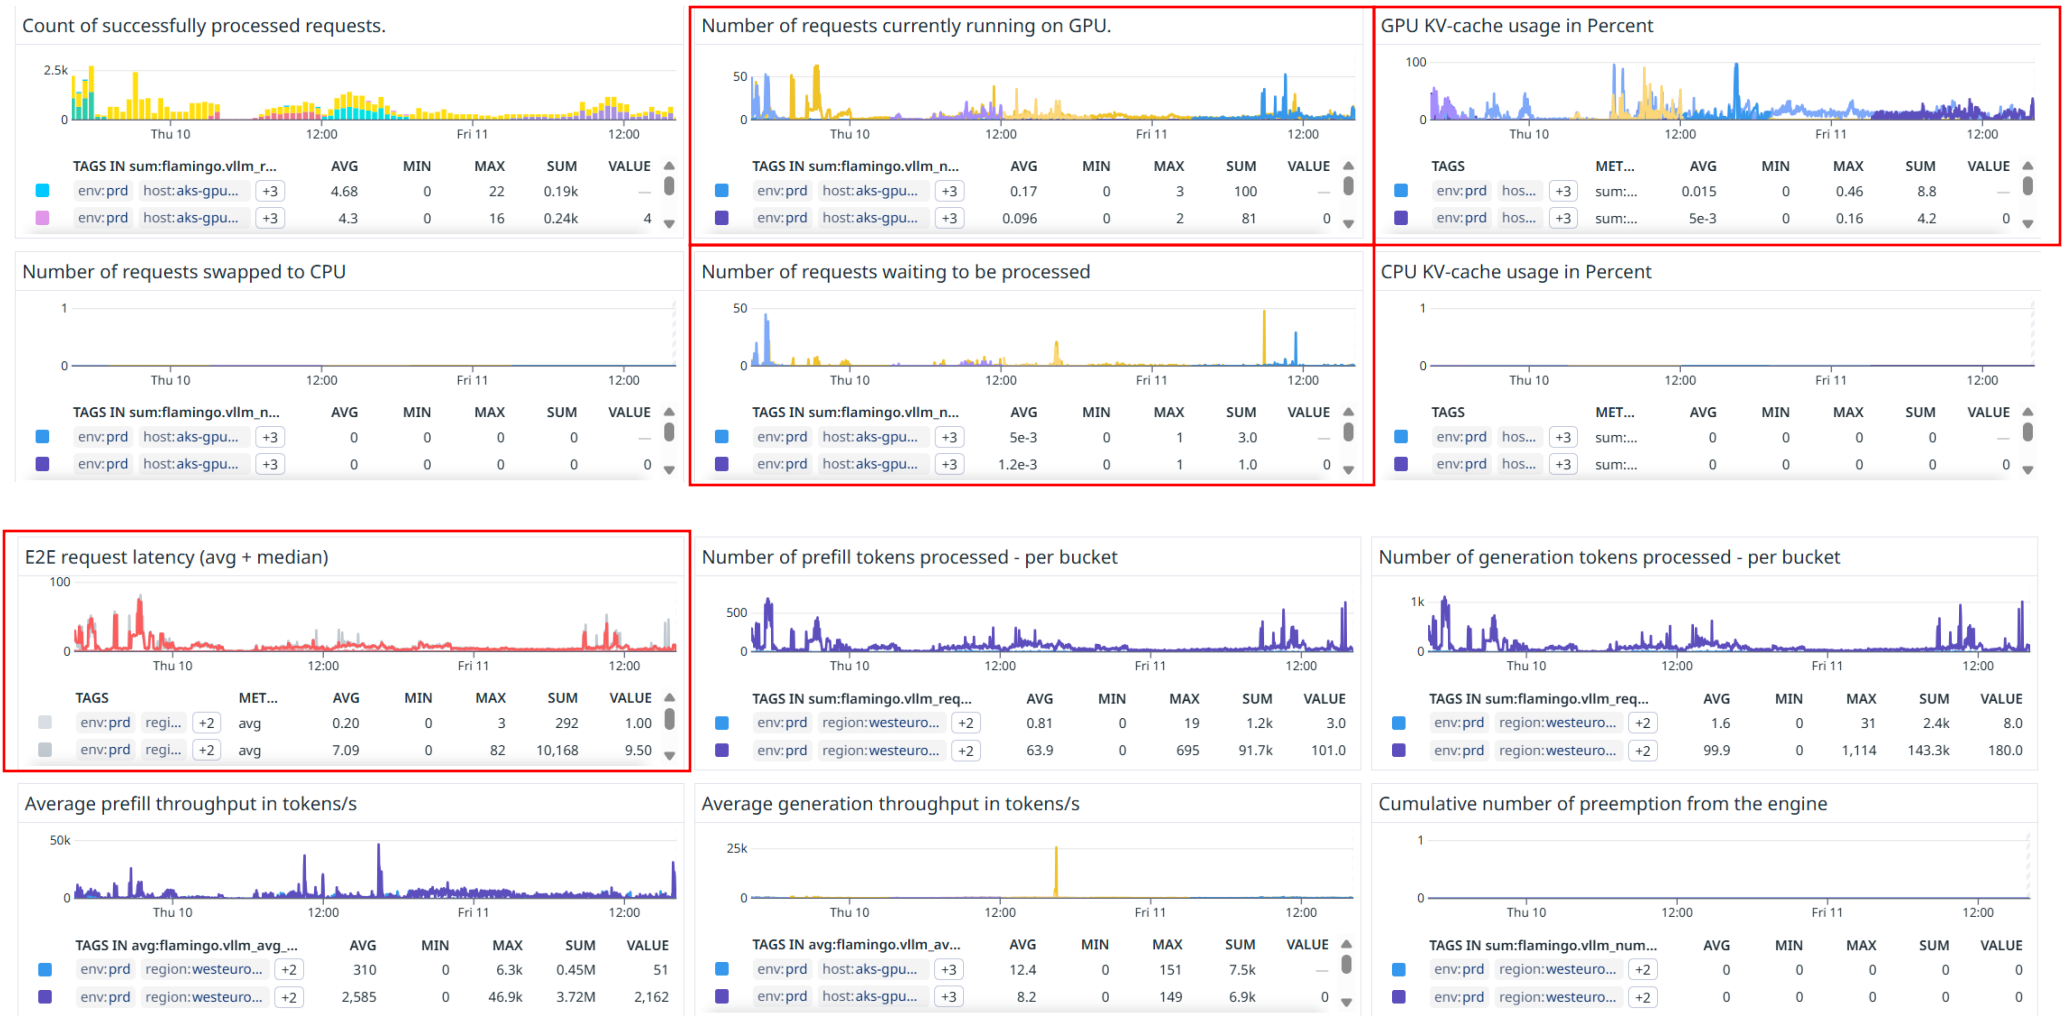 Count of successfully processed requests.
2.5k
0
Thu 10 12:00 Fri 11 12:00
TAGS IN sum:flamingo.vllm_r... AVG MIN MAX SUM VALUE
env:prd host:aks-gpu... +3 4.68 0 22 0.19k —
env:prd host:aks-gpu... +3 4.3 0 16 0.24k 4
Number of requests currently running on GPU.
50
0
Thu 10 12:00 Fri 11 12:00
TAGS IN sum:flamingo.vllm_n... AVG MIN MAX SUM VALUE
env:prd host:aks-gpu... +3 0.17 0 3 100 —
env:prd host:aks-gpu... +3 0.096 0 2 81 0
GPU KV-cache usage in Percent
100
0
Thu 10 12:00 Fri 11 12:00
TAGS MET... AVG MIN MAX SUM VALUE
env:prd hos... +3 sum:... 0.015 0 0.46 8.8 —
env:prd hos... +3 sum:... 5e-3 0 0.16 4.2 0
Number of requests swapped to CPU
1
0
Thu 10 12:00 Fri 11 12:00
TAGS IN sum:flamingo.vllm_n... AVG MIN MAX SUM VALUE
env:prd host:aks-gpu... +3 0 0 0 0 —
env:prd host:aks-gpu... +3 0 0 0 0 0
Number of requests waiting to be processed
50
0
Thu 10 12:00 Fri 11 12:00
TAGS IN sum:flamingo.vllm_n... AVG MIN MAX SUM VALUE
env:prd host:aks-gpu... +3 5e-3 0 1 3.0 —
env:prd host:aks-gpu... +3 1.2e-3 0 1 1.0 0
CPU KV-cache usage in Percent
1
0
Thu 10 12:00 Fri 11 12:00
TAGS MET... AVG MIN MAX SUM VALUE
env:prd hos... +3 sum:... 0 0 0 0 —
env:prd hos... +3 sum:... 0 0 0 0 0
E2E request latency (avg + median)
100
0
Thu 10 12:00 Fri 11 12:00
TAGS MET... AVG MIN MAX SUM VALUE
env:prd regi... +2 avg 0.20 0 3 292 1.00
env:prd regi... +2 avg 7.09 0 82 10,168 9.50
Number of prefill tokens processed - per bucket
500
0
Thu 10 12:00 Fri 11 12:00
TAGS IN sum:flamingo.vllm_req... AVG MIN MAX SUM VALUE
env:prd region:westeuro... +2 0.81 0 19 1.2k 3.0
env:prd region:westeuro... +2 63.9 0 695 91.7k 101.0
Number of generation tokens processed - per bucket
1k
0
Thu 10 12:00 Fri 11 12:00
TAGS IN sum:flamingo.vllm_req... AVG MIN MAX SUM VALUE
env:prd region:westeuro... +2 1.6 0 31 2.4k 8.0
env:prd region:westeuro... +2 99.9 0 1,114 143.3k 180.0
Average prefill throughput in tokens/s
50k
0
Thu 10 12:00 Fri 11 12:00
TAGS IN avg:flamingo.vllm_avg_... AVG MIN MAX SUM VALUE
env:prd region:westeuro... +2 310 0 6.3k 0.45M 51
env:prd region:westeuro... +2 2,585 0 46.9k 3.72M 2,162
Average generation throughput in tokens/s
25k
0
Thu 10 12:00 Fri 11 12:00
TAGS IN avg:flamingo.vllm_av... AVG MIN MAX SUM VALUE
env:prd host:aks-gpu... +3 12.4 0 151 7.5k —
env:prd host:aks-gpu... +3 8.2 0 149 6.9k 0
Cumulative number of preemption from the engine
1
0
Thu 10 12:00 Fri 11 12:00
TAGS IN sum:flamingo.vllm_num... AVG MIN MAX SUM VALUE
env:prd region:westeuro... +2 0 0 0 0 0
env:prd region:westeuro... +2 0 0 0 0 0